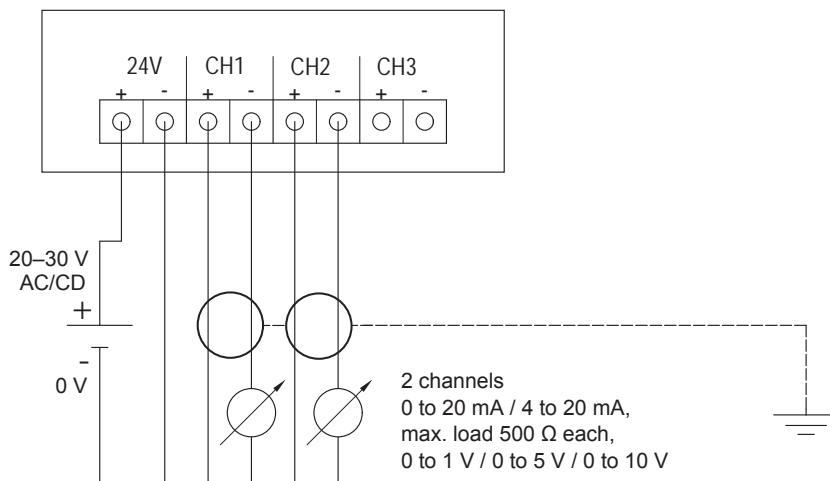 24V CH1 CH2 CH3
+ - + - + - + -
20–30 V
AC/CD
+
-
0 V
2 channels
0 to 20 mA / 4 to 20 mA,
max. load 500 Ω each,
0 to 1 V / 0 to 5 V / 0 to 10 V